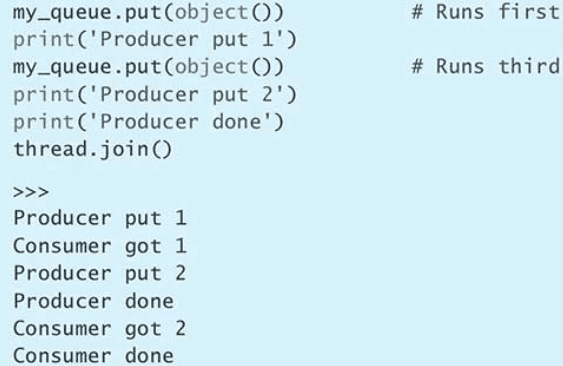 my_queue.put(object())          # Runs first
print('Producer put 1')
my_queue.put(object())          # Runs third
print('Producer put 2')
print('Producer done')
thread.join()
>>>
Producer put 1
Consumer got 1
Producer put 2
Producer done
Consumer got 2
Consumer done